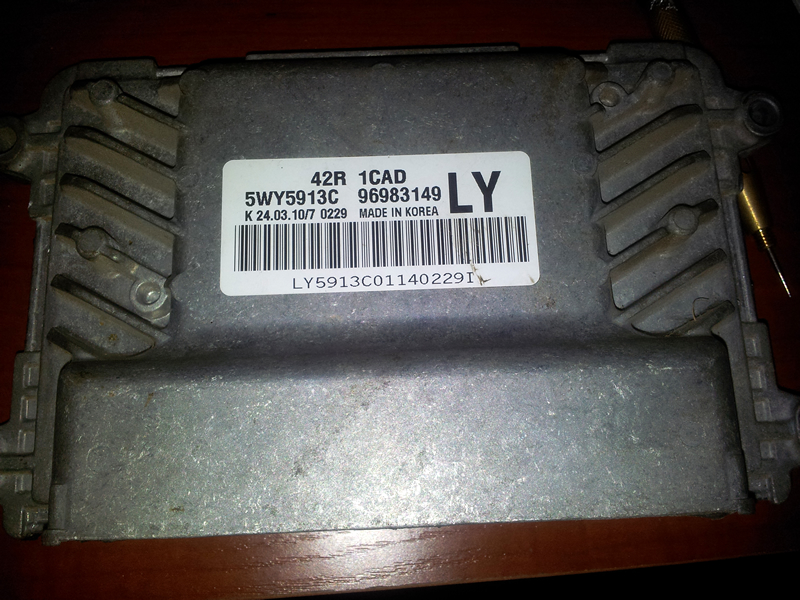 42R 1CAD
5WY5913C 96983149 LY
K 24.03.10/7 0229 MADE IN KOREA
LY5913C01140229I